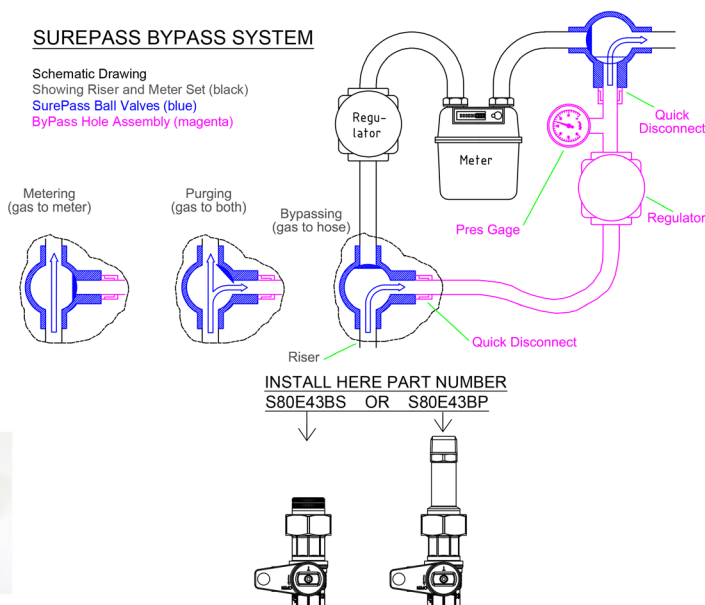 SUREPASS BYPASS SYSTEM
Schematic Drawing
Showing Riser and Meter Set (black)
SurePass Ball Valves (blue)
ByPass Hole Assembly (magenta)
Regu-
lator
Meter
Quick
Disconnect
Pres Gage
Regulator
Metering
(gas to meter)
Purging
(gas to both)
Bypassing
(gas to hose)
Quick Disconnect
Riser
INSTALL HERE PART NUMBER
S80E43BS OR S80E43BP